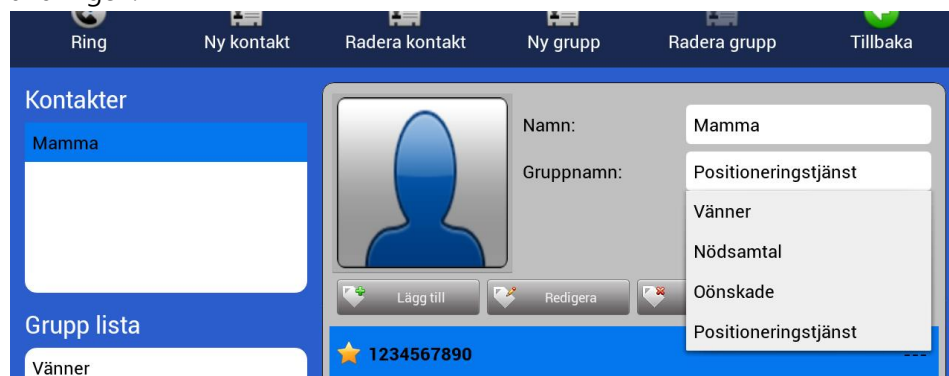 Ring
Ny kontakt
Radera kontakt
Ny grupp
Radera grupp
Tillbaka
Kontakter
Mamma
Grupp lista
Vänner
Namn:
Mamma
Gruppnamn:
Positioneringstjänst
Vänner
Nödsamtal
Oönskade
Positioneringstjänst
Lägg till
Redigera
1234567890
---